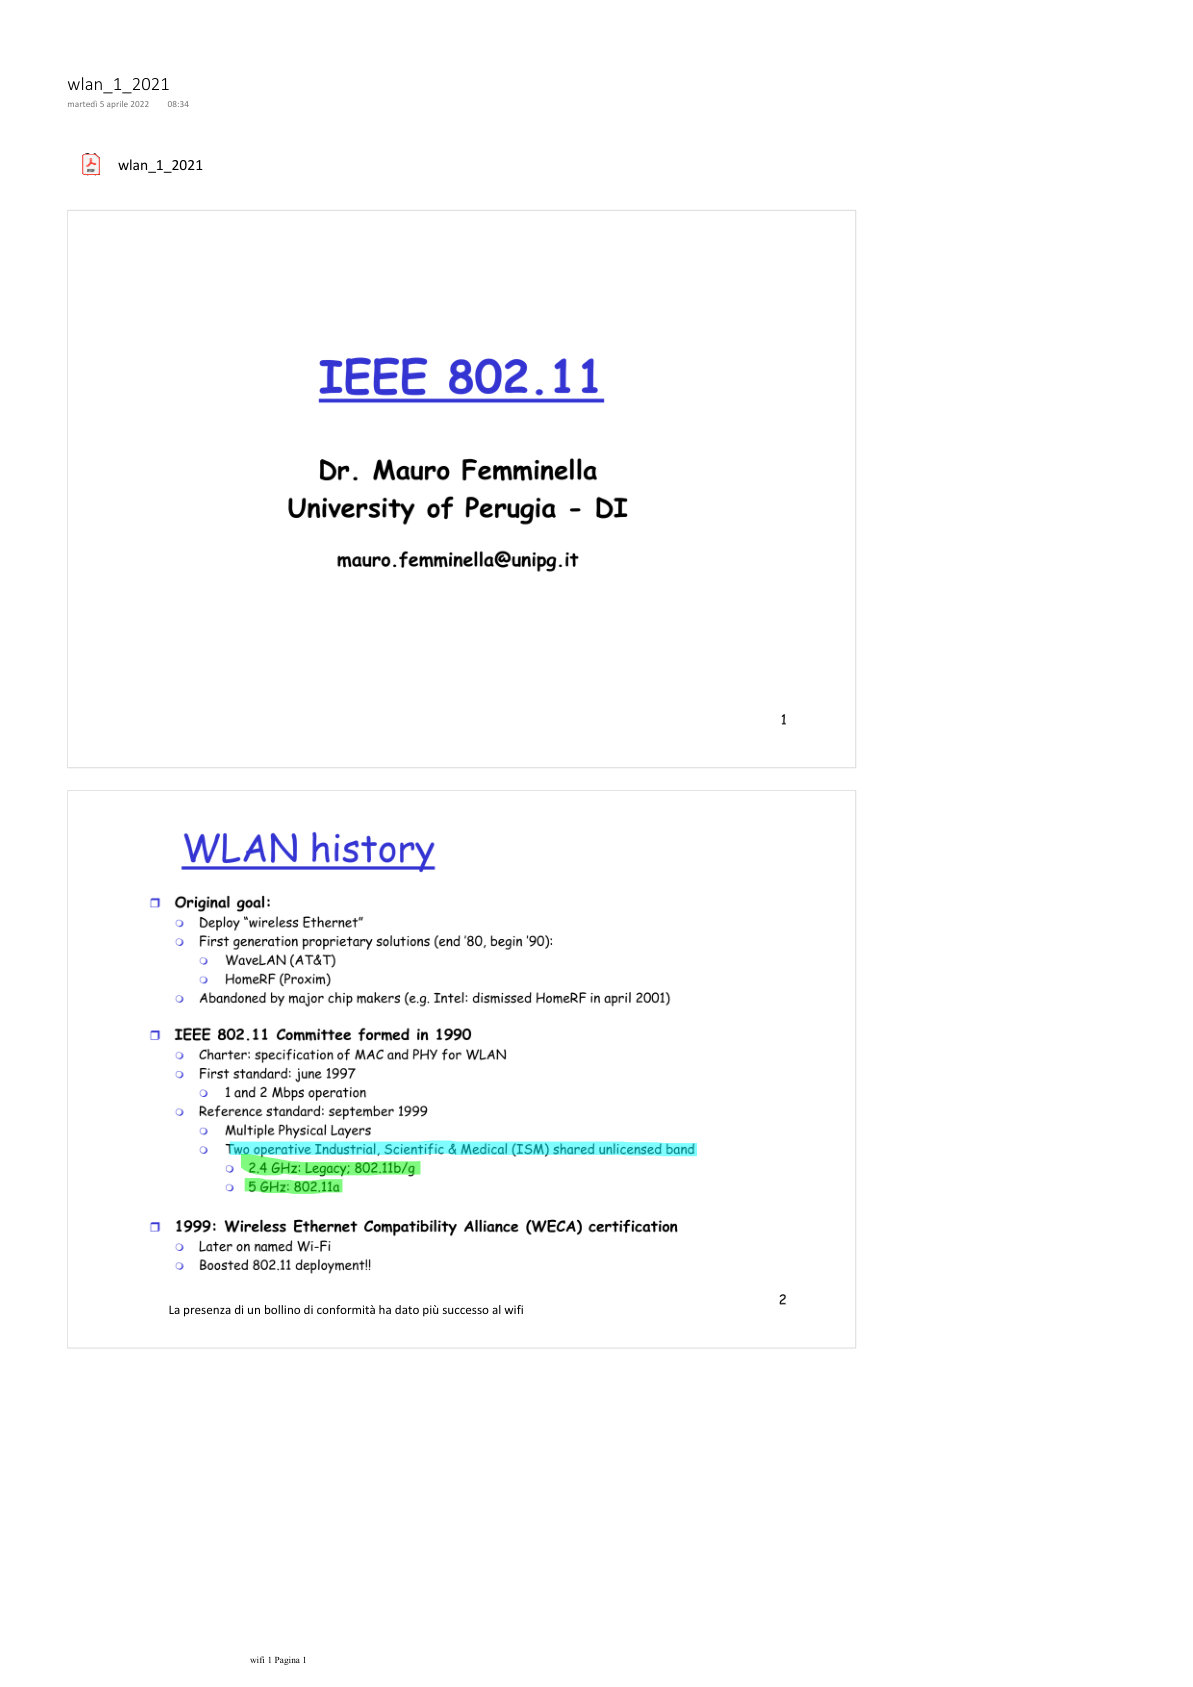 wlan_1_2021
martedì 5 aprile 2022 08:34
wlan_1_2021
IEEE 802.11
Dr. Mauro Femminella
University of Perugia - DI
mauro.femminella@unipg.it
1
WLAN history
Original goal:
Deploy “wireless Ethernet”
First generation proprietary solutions (end ’80, begin ’90):
WaveLAN (AT&T)
HomeRF (Proxim)
Abandoned by major chip makers (e.g. Intel: dismissed HomeRF in april 2001)
IEEE 802.11 Committee formed in 1990
Charter: specification of MAC and PHY for WLAN
First standard: june 1997
1 and 2 Mbps operation
Reference standard: september 1999
Multiple Physical Layers
Two operative Industrial, Scientific & Medical (ISM) shared unlicensed band
2.4 GHz: Legacy; 802.11b/g
5 GHz: 802.11a
1999: Wireless Ethernet Compatibility Alliance (WECA) certification
Later on named Wi-Fi
Boosted 802.11 deployment!!
2
La presenza di un bollino di conformità ha dato più successo al wifi
wifi 1 Pagina 1